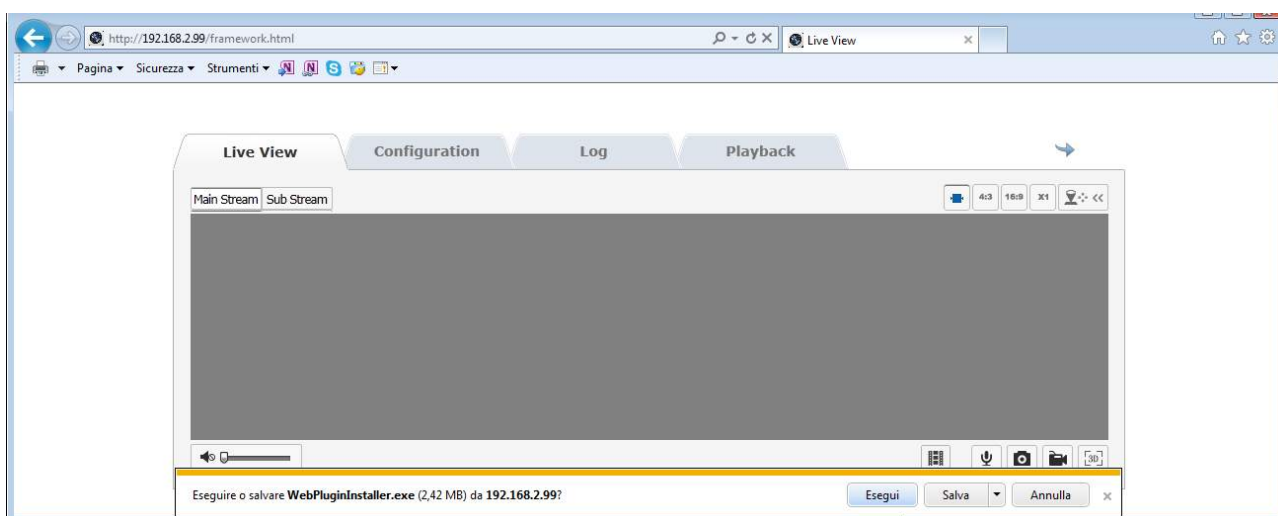 http://192.168.2.99/framework.html
Live View
Pagina Sicurezza Strumenti
Live View Configuration Log Playback
Main Stream Sub Stream 4:3 16:9 X1
3D
Eseguire o salvare WebPluginInstaller.exe (2,42 MB) da 192.168.2.99? Esegui Salva Annulla